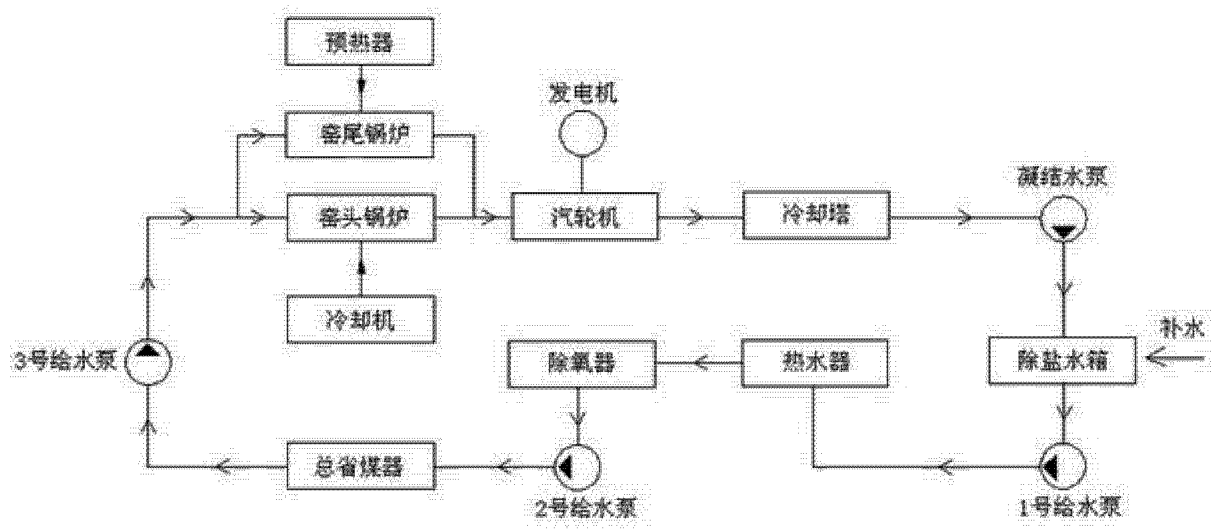 预热器
发电机
窑尾锅炉
凝结水泵
窑头锅炉
汽轮机
冷却塔
冷却机
补水
3号给水泵
除氧器
热水器
除盐水箱
总省煤器
2号给水泵
1号给水泵